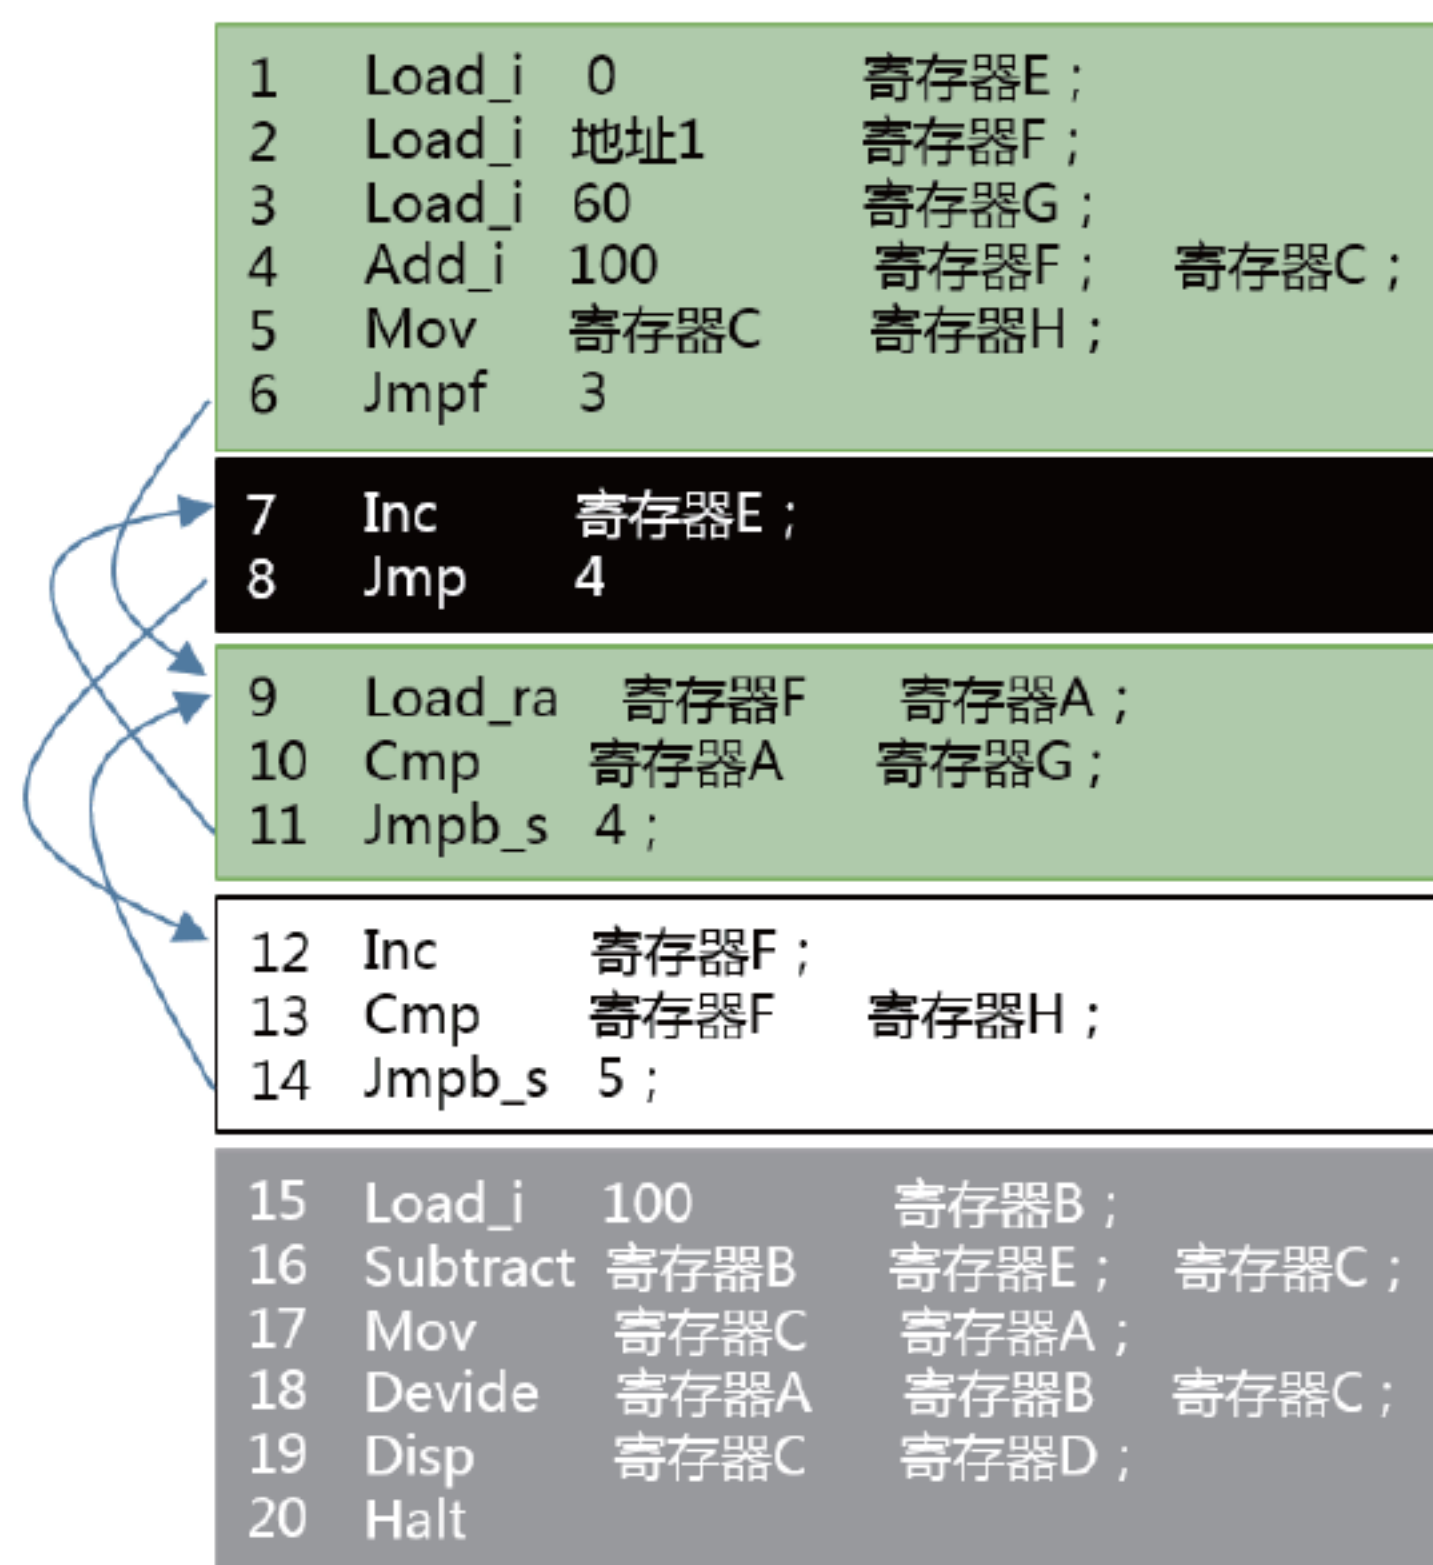 1 Load_i 0 寄存器E；
2 Load_i 地址1 寄存器F；
3 Load_i 60 寄存器G；
4 Add_i 100 寄存器F； 寄存器C；
5 Mov 寄存器C 寄存器H；
6 Jmpf 3
7 Inc 寄存器E；
8 Jmp 4
9 Load_ra 寄存器F 寄存器A；
10 Cmp 寄存器A 寄存器G；
11 Jmpb_s 4；
12 Inc 寄存器F；
13 Cmp 寄存器F 寄存器H；
14 Jmpb_s 5；
15 Load_i 100 寄存器B；
16 Subtract 寄存器B 寄存器E； 寄存器C；
17 Mov 寄存器C 寄存器A；
18 Devide 寄存器A 寄存器B 寄存器C；
19 Disp 寄存器C 寄存器D；
20 Halt